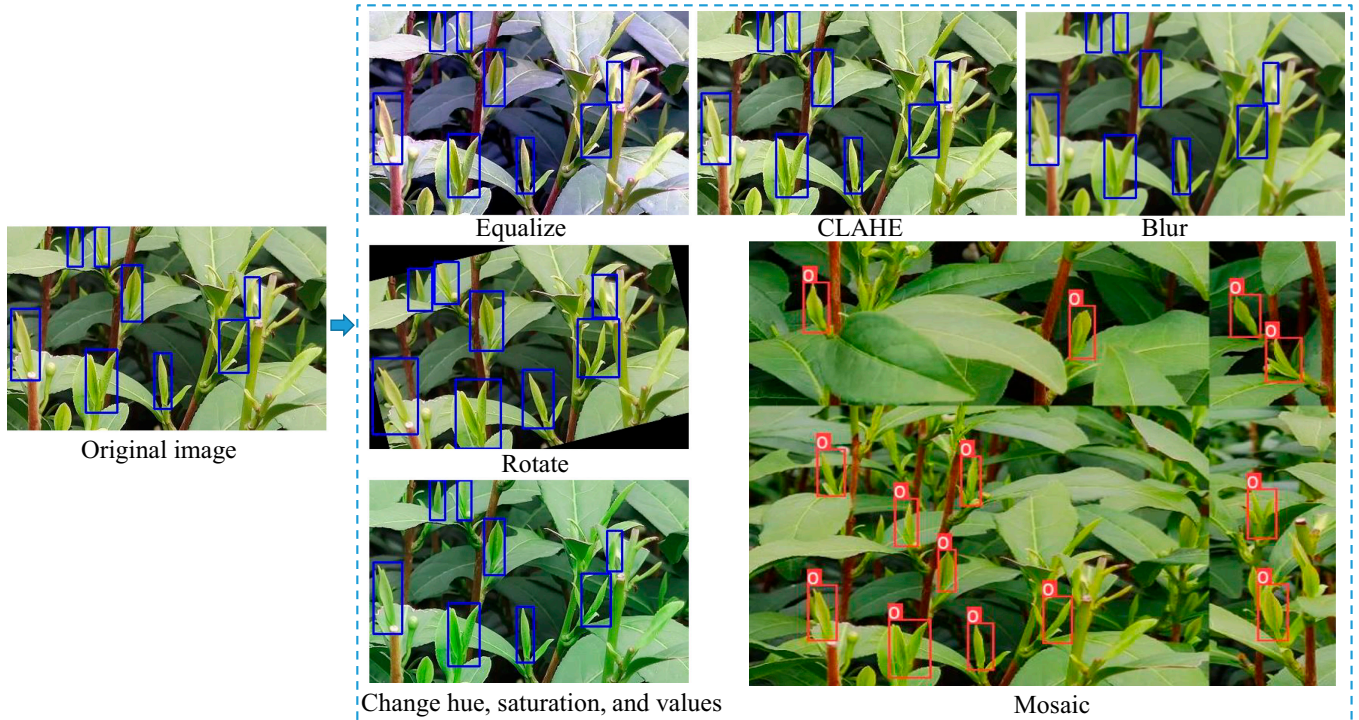 Equalize
CLAHE
Blur
Original image
Rotate
Change hue, saturation, and values
Mosaic
o
o
o
o
o
o
o
o
o
o
o
o
o
o